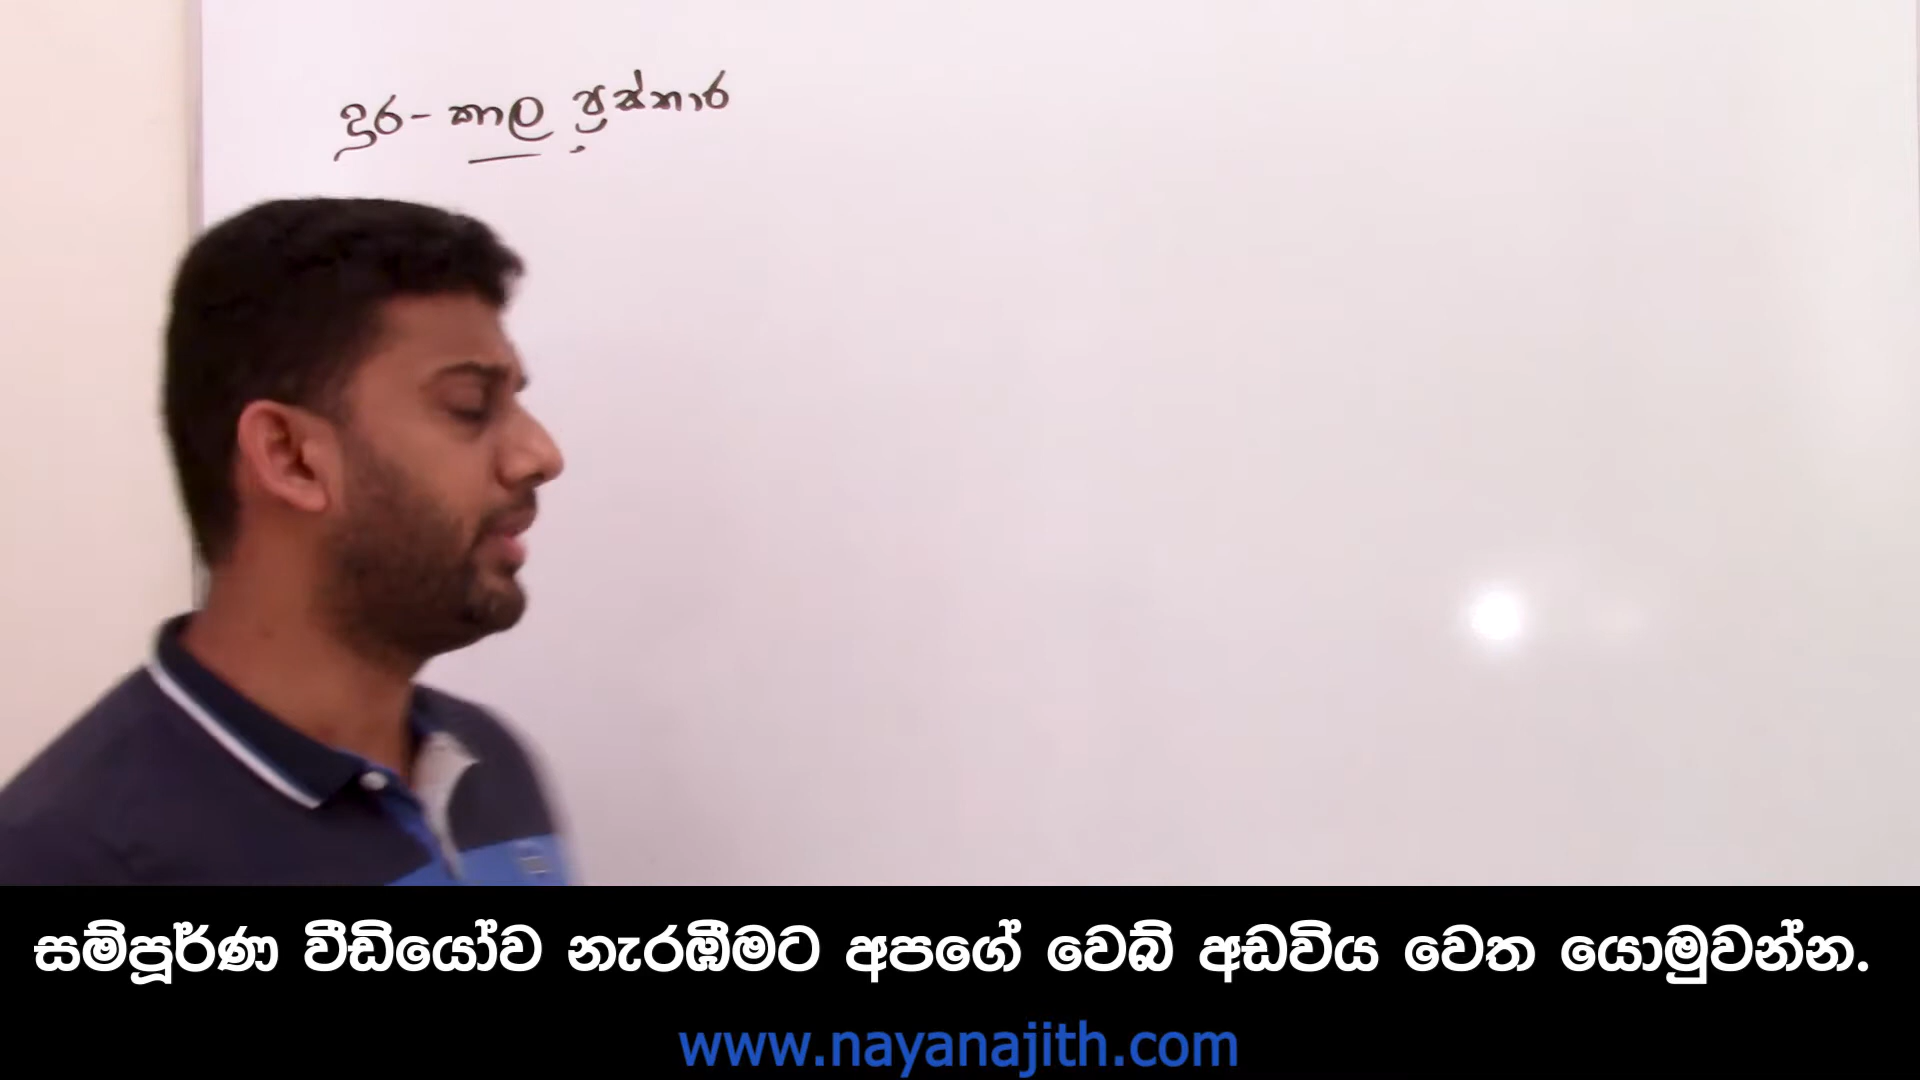 දුර - කාල ප්‍රස්තාර
සම්පූර්ණ වීඩියෝව නැරඹීමට අපගේ වෙබ් අඩවිය වෙත යොමුවන්න.
www.nayanajith.com